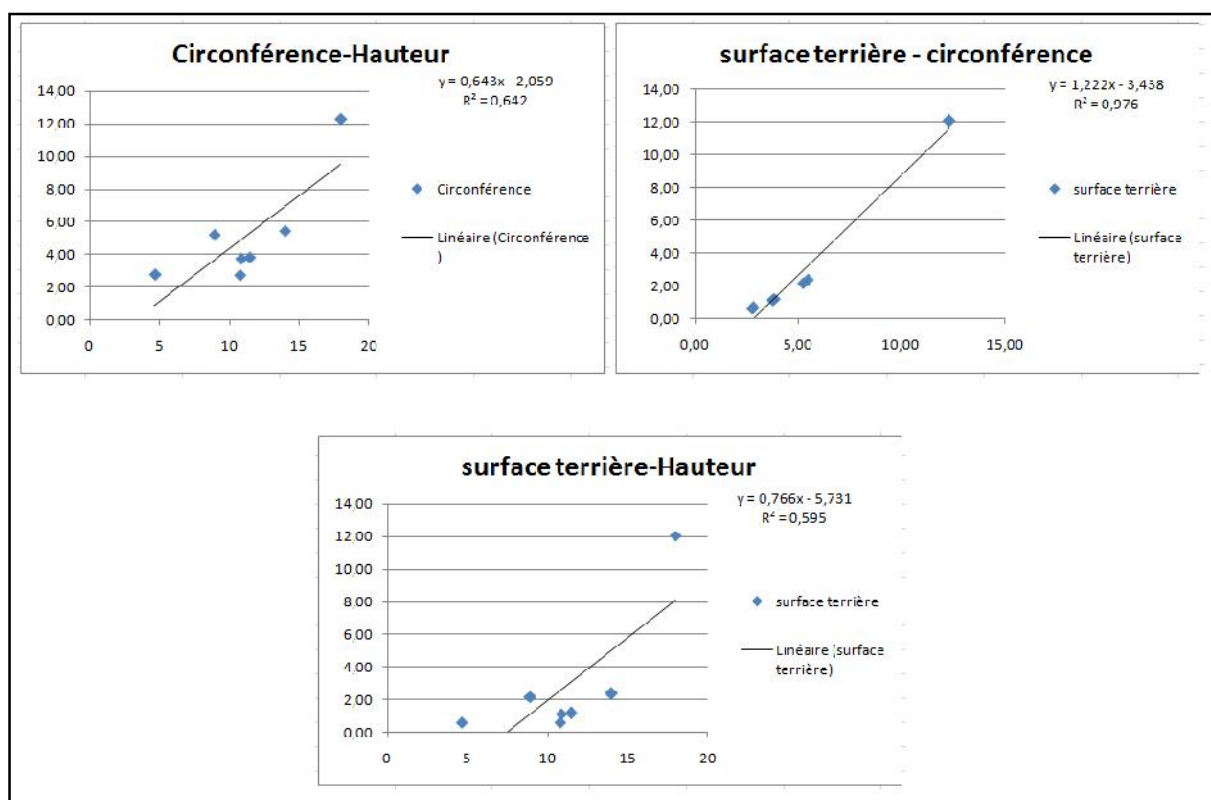 Circonférence-Hauteur
y = 0,643x - 2,059
R² = 0,642
14,00
12,00
10,00
8,00
6,00
4,00
2,00
0,00
0 5 10 15 20
Circonférence
Linéaire (Circonférence
)
surface terrière - circonférence
y = 1,222x - 3,438
R² = 0,976
14,00
12,00
10,00
8,00
6,00
4,00
2,00
0,00
0,00 5,00 10,00 15,00
surface terrière
Linéaire (surface
terrière)
surface terrière-Hauteur
y = 0,766x - 5,731
R² = 0,595
14,00
12,00
10,00
8,00
6,00
4,00
2,00
0,00
0 5 10 15 20
surface terrière
Linéaire (surface
terrière)